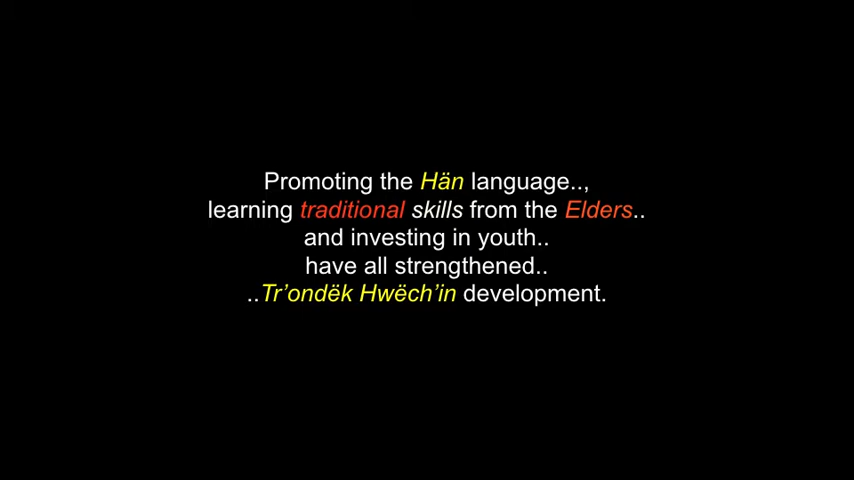 Promoting the Hän language..,
learning traditional skills from the Elders..
and investing in youth..
have all strengthened..
..Tr’ondëk Hwëch’in development.